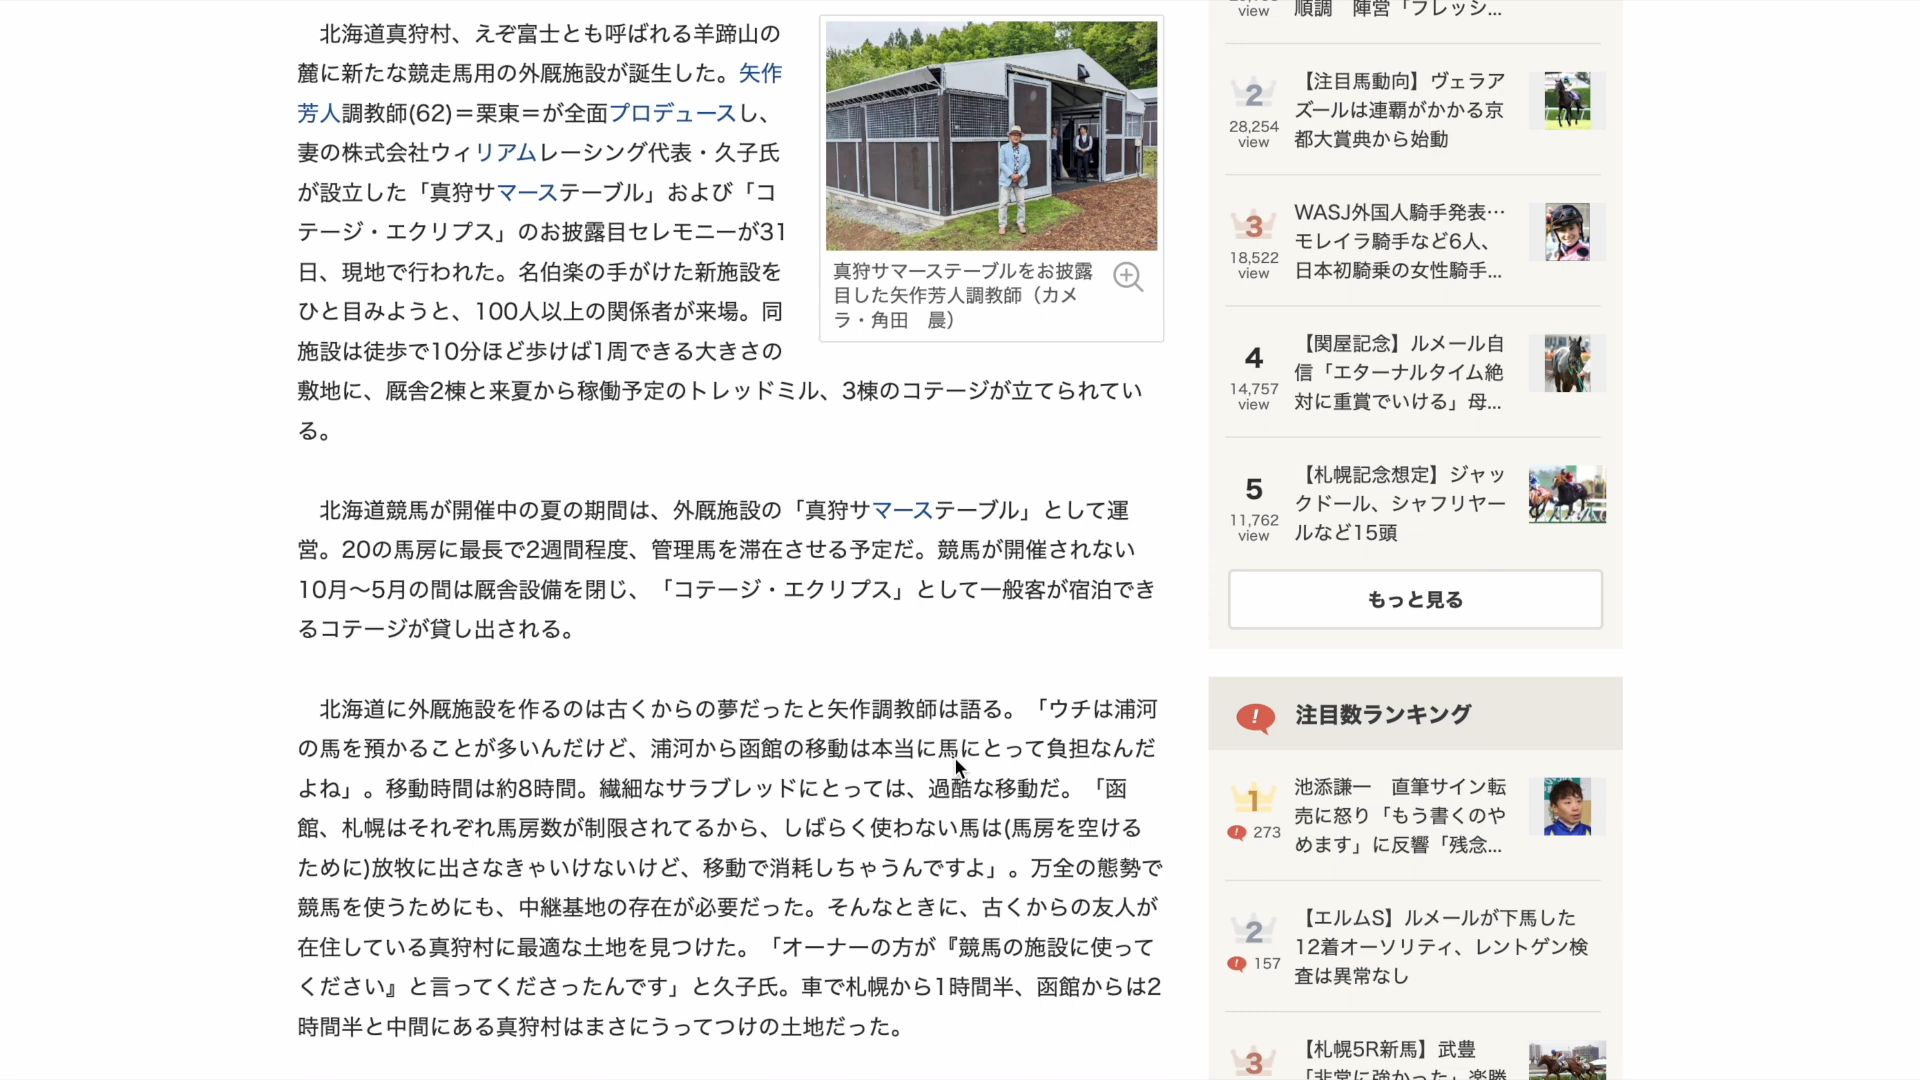 北海道真狩村、えぞ富士とも呼ばれる羊蹄山の
麓に新たな競走馬用の外厩施設が誕生した。矢作
芳人調教師(62)＝栗東＝が全面プロデュースし、
妻の株式会社ウィリアムレーシング代表・久子氏
が設立した「真狩サマーステーブル」および「コ
テージ・エクリプス」のお披露目セレモニーが31
日、現地で行われた。名伯楽の手がけた新施設を
ひと目みようと、100人以上の関係者が来場。同
施設は徒歩で10分ほど歩けば1周できる大きさの
敷地に、厩舎2棟と来夏から稼働予定のトレッドミル、3棟のコテージが立てられてい
る。
真狩サマーステーブルをお披露
目した矢作芳人調教師（カメ
ラ・角田　晨）
北海道競馬が開催中の夏の期間は、外厩施設の「真狩サマーステーブル」として運
営。20の馬房に最長で2週間程度、管理馬を滞在させる予定だ。競馬が開催されない
10月〜5月の間は厩舎設備を閉じ、「コテージ・エクリプス」として一般客が宿泊でき
るコテージが貸し出される。
北海道に外厩施設を作るのは古くからの夢だったと矢作調教師は語る。「ウチは浦河
の馬を預かることが多いんだけど、浦河から函館の移動は本当に馬にとって負担なんだ
よね」。移動時間は約8時間。繊細なサラブレッドにとっては、過酷な移動だ。「函
館、札幌はそれぞれ馬房数が制限されてるから、しばらく使わない馬は(馬房を空ける
ために)放牧に出さなきゃいけないけど、移動で消耗しちゃうんですよ」。万全の態勢で
競馬を使うためにも、中継基地の存在が必要だった。そんなときに、古くからの友人が
在住している真狩村に最適な土地を見つけた。「オーナーの方が『競馬の施設に使って
ください』と言ってくださったんです」と久子氏。車で札幌から1時間半、函館からは2
時間半と中間にある真狩村はまさにうってつけの土地だった。
view
順調　陣営「フレッシ...
2
28,254
view
【注目馬動向】ヴェラア
ズールは連覇がかかる京
都大賞典から始動
3
18,522
view
WASJ外国人騎手発表…
モレイラ騎手など6人、
日本初騎乗の女性騎手...
4
14,757
view
【関屋記念】ルメール自
信「エターナルタイム絶
対に重賞でいける」母...
5
11,762
view
【札幌記念想定】ジャッ
クドール、シャフリヤー
ルなど15頭
もっと見る
注目数ランキング
1
273
池添謙一　直筆サイン転
売に怒り「もう書くのや
めます」に反響「残念...
2
157
【エルムS】ルメールが下馬した
12着オーソリティ、レントゲン検
査は異常なし
3
【札幌5R新馬】武豊
「非常に強かった」楽勝